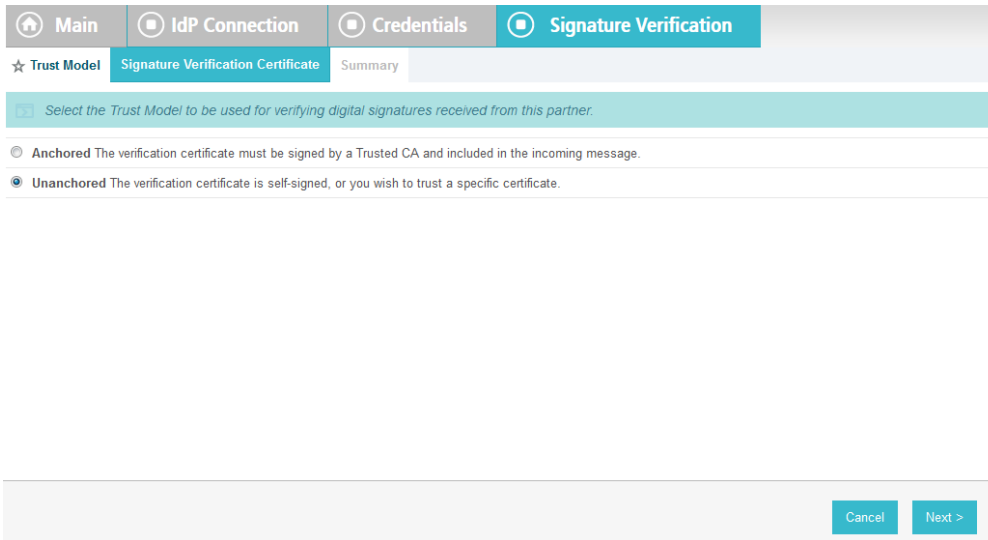 Main IdP Connection Credentials Signature Verification
Trust Model Signature Verification Certificate Summary
Select the Trust Model to be used for verifying digital signatures received from this partner.
Anchored The verification certificate must be signed by a Trusted CA and included in the incoming message.
Unanchored The verification certificate is self-signed, or you wish to trust a specific certificate.
Cancel Next >